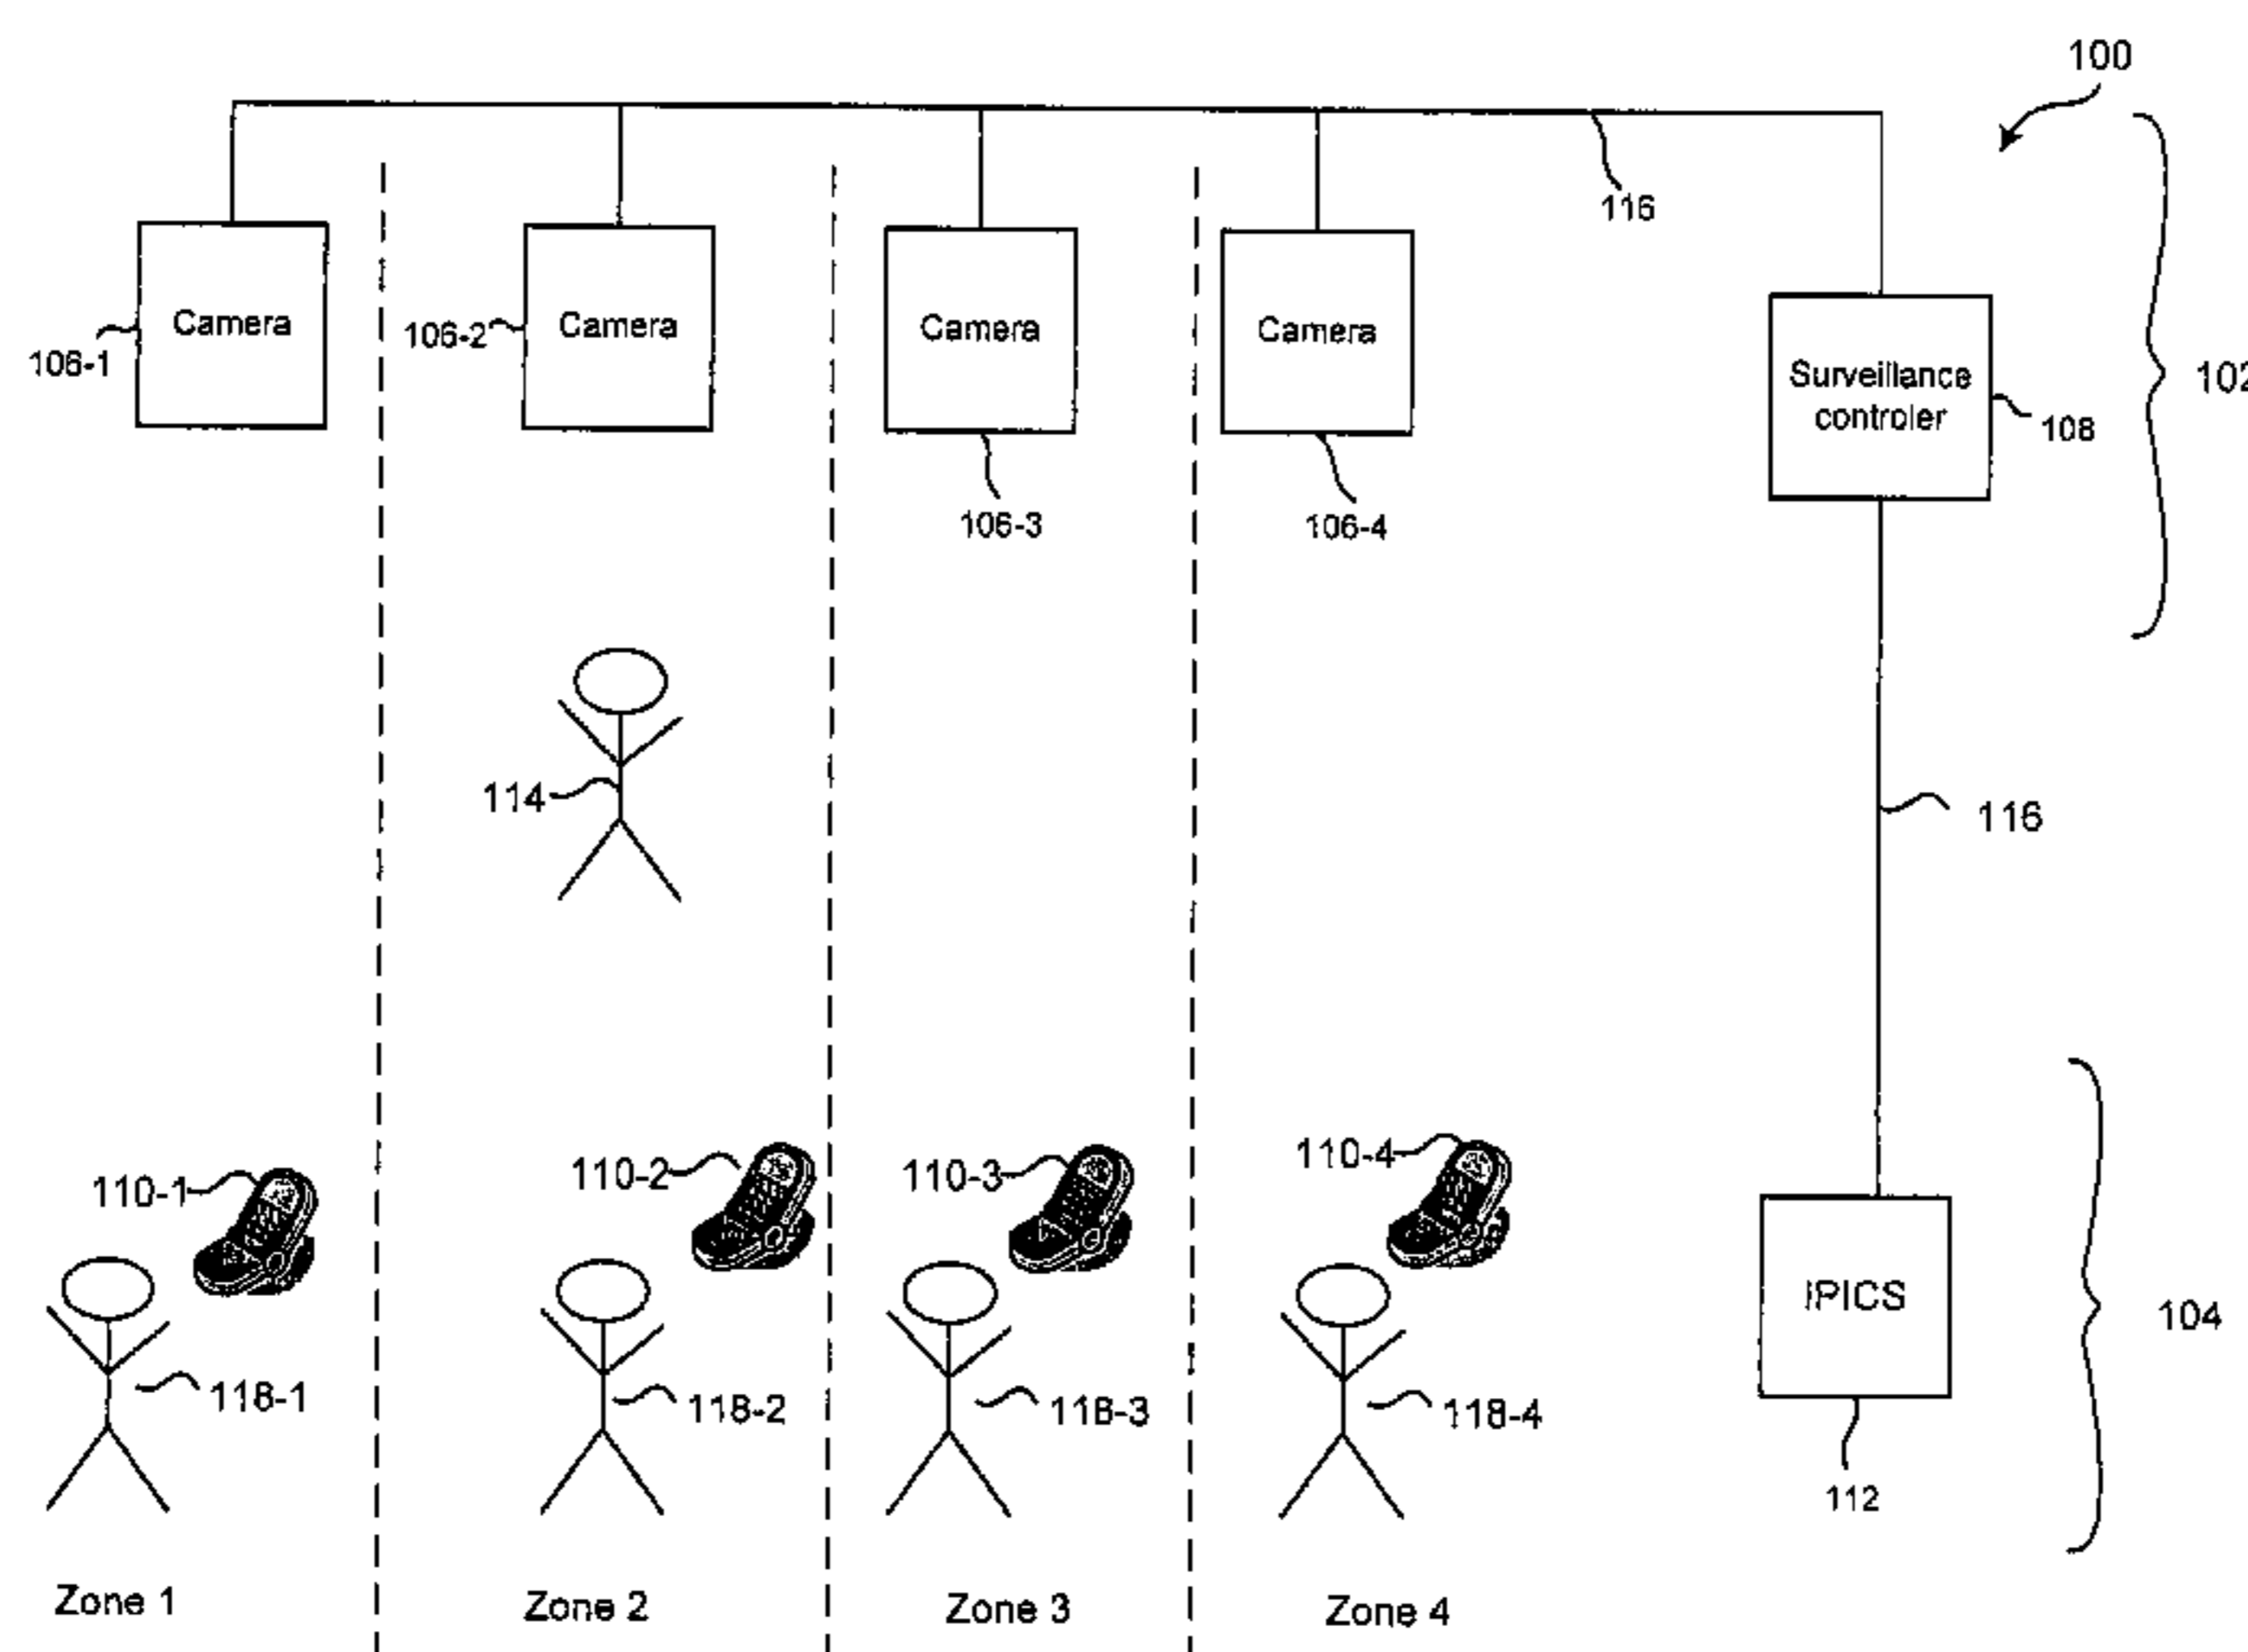 100
116
Camera
Camera
Camera
Camera
106-1
106-2
Surveillance
controler
102
108
106-3
106-4
114
116
110-1
110-2
110-3
110-4
IPICS
104
118-1
118-2
118-3
118-4
112
Zone 1
Zone 2
Zone 3
Zone 4